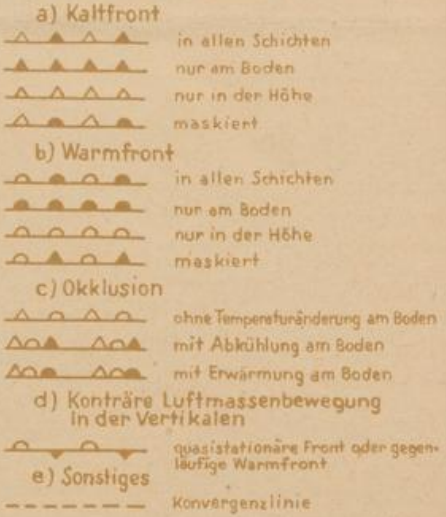 a) Kaltfront
in allen Schichten
nur am Boden
nur in der Höhe
maskiert
b) Warmfront
in allen Schichten
nur am Boden
nur in der Höhe
maskiert
c) Okklusion
ohne Temperaturänderung am Boden
mit Abkühlung am Boden
mit Erwärmung am Boden
d) Konträre Luftmassenbewegung
In der Vertikalen
quasistationäre Front oder gegen-
läufige Warmfront
e) Sonstiges
Konvergenzlinie